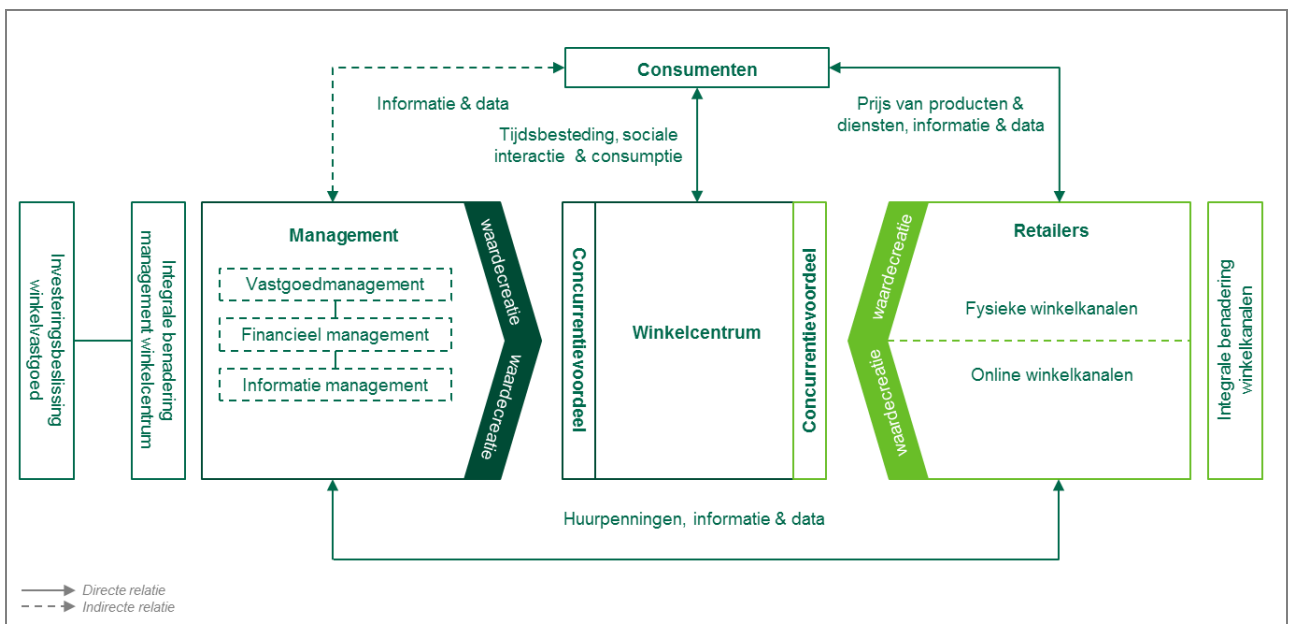 Consumenten
Informatie & data
Prijs van producten &
diensten, informatie & data
Tijdsbesteding, sociale
interactie & consumptie
Investeringsbeslissing
winkelvastgoed
Integrale benadering
management winkelcentrum
Management
Vastgoedmanagement
Financieel management
Informatie management
waardecreatie
waardecreatie
Concurrentievoordeel
Winkelcentrum
Concurrentievoordeel
waardecreatie
waardecreatie
Retailers
Fysieke winkelkanalen
Online winkelkanalen
Integrale benadering
winkelkanalen
Huurpenningen, informatie & data
Directe relatie
Indirecte relatie